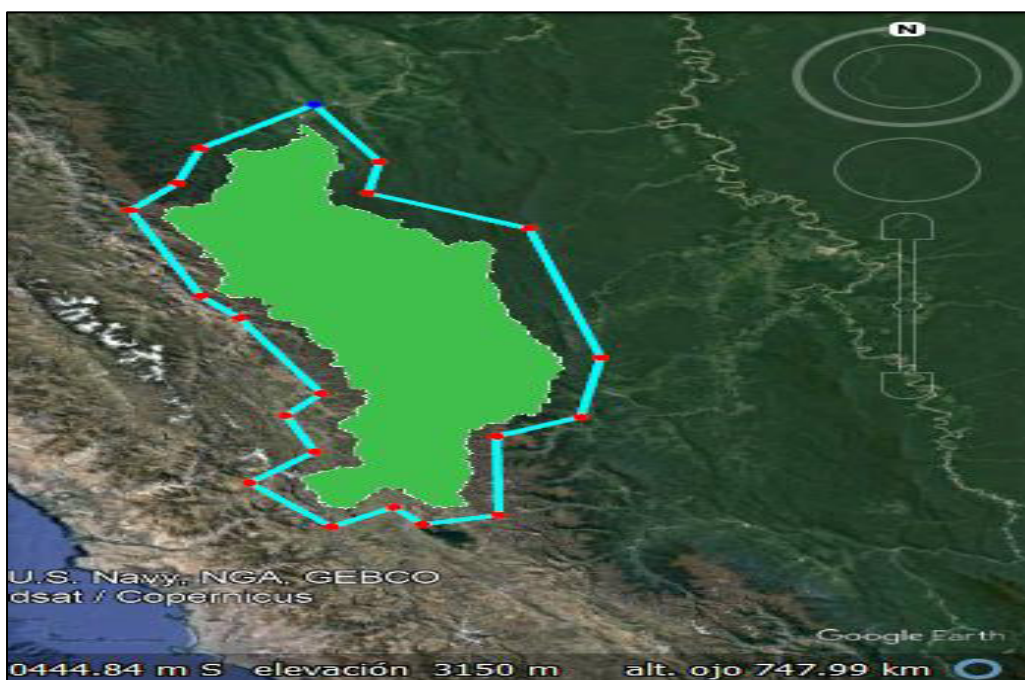 N
U.S. Navy, NGA, GEBCO
dsat / Copernicus
Google Earth
0444.84 m S elevación 3150 m alt. ojo 747.99 km